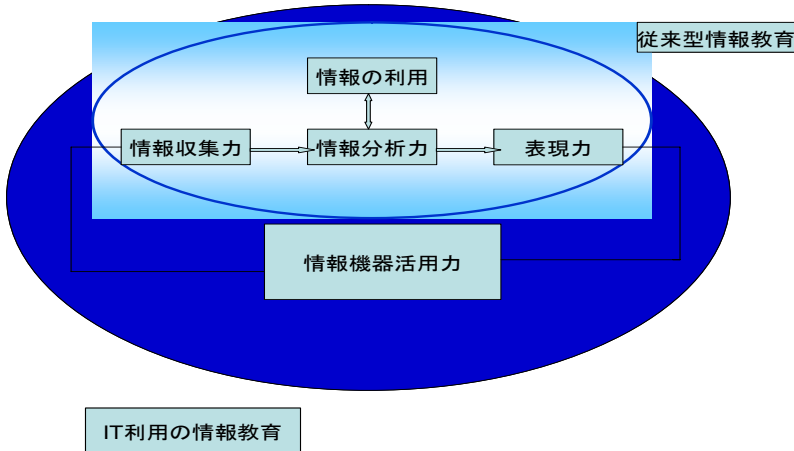 従来型情報教育
情報の利用
情報収集力
情報分析力
表現力
情報機器活用力
IT利用の情報教育